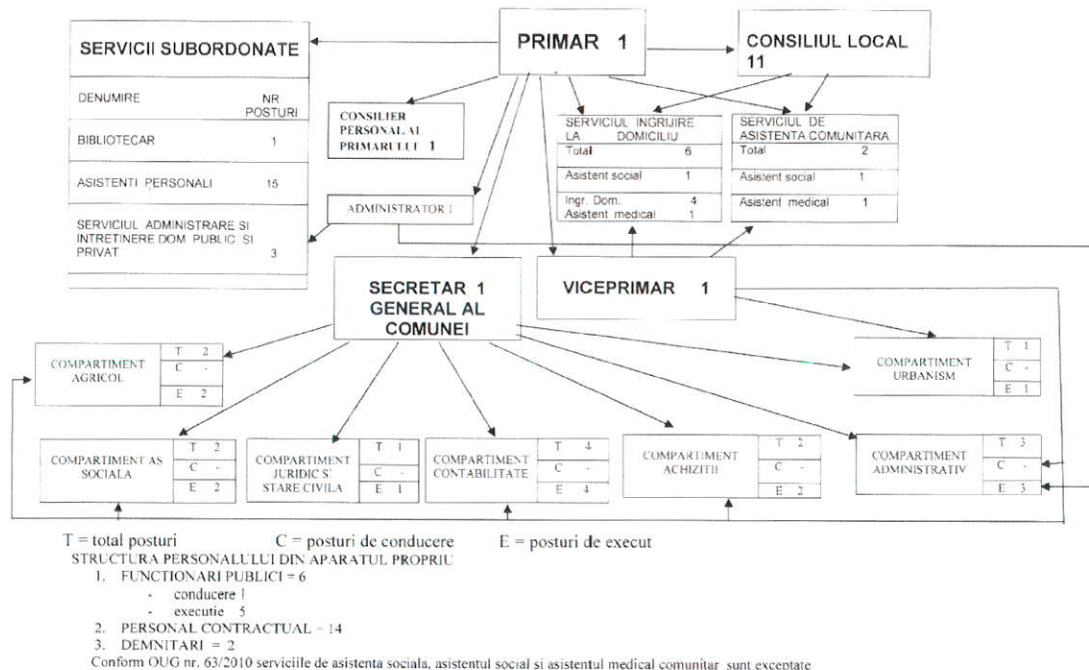 PRIMAR 1
CONSILIUL LOCAL
11
SERVICII SUBORDONATE
DENUMIRE NR
POSTURI
BIBLIOTECAR 1
ASISTENTI PERSONALI 15
SERVICIUL ADMINISTRARE SI
INTRETINERE DOM PUBLIC SI
PRIVAT 3
CONSILIER
PERSONAL AL
PRIMARULUI 1
ADMINISTRATOR 1
SERVICIUL INGRIJIRE
LA DOMICILIU
Total 6
Asistent social 1
Ingr. Dom. 4
Asistent medical 1
SERVICIUL DE
ASISTENTA COMUNITARA
Total 2
Asistent social 1
Asistent medical 1
SECRETAR 1
GENERAL AL
COMUNEI
VICEPRIMAR 1
COMPARTIMENT
AGRICOL
T 2
C -
E 2
COMPARTIMENT
URBANISM
T 1
C -
E 1
COMPARTIMENT AS
SOCIALA
T 2
C -
E 2
COMPARTIMENT
JURIDIC SI
STARE CIVILA
T 1
C -
E 1
COMPARTIMENT
CONTABILITATE
T 4
C -
E 4
COMPARTIMENT
ACHIZITII
T 2
C -
E 2
COMPARTIMENT
ADMINISTRATIV
T 3
C -
E 3
T = total posturi C = posturi de conducere E = posturi de execut
STRUCTURA PERSONALULUI DIN APARATUL PROPRIU
1. FUNCTIONARI PUBLICI = 6
- conducere 1
- executie 5
2. PERSONAL CONTRACTUAL = 14
3. DEMNITARI = 2
Conform OUG nr. 63/2010 serviciile de asistenta sociala, asistentul social si asistentul medical comunitar sunt exceptate